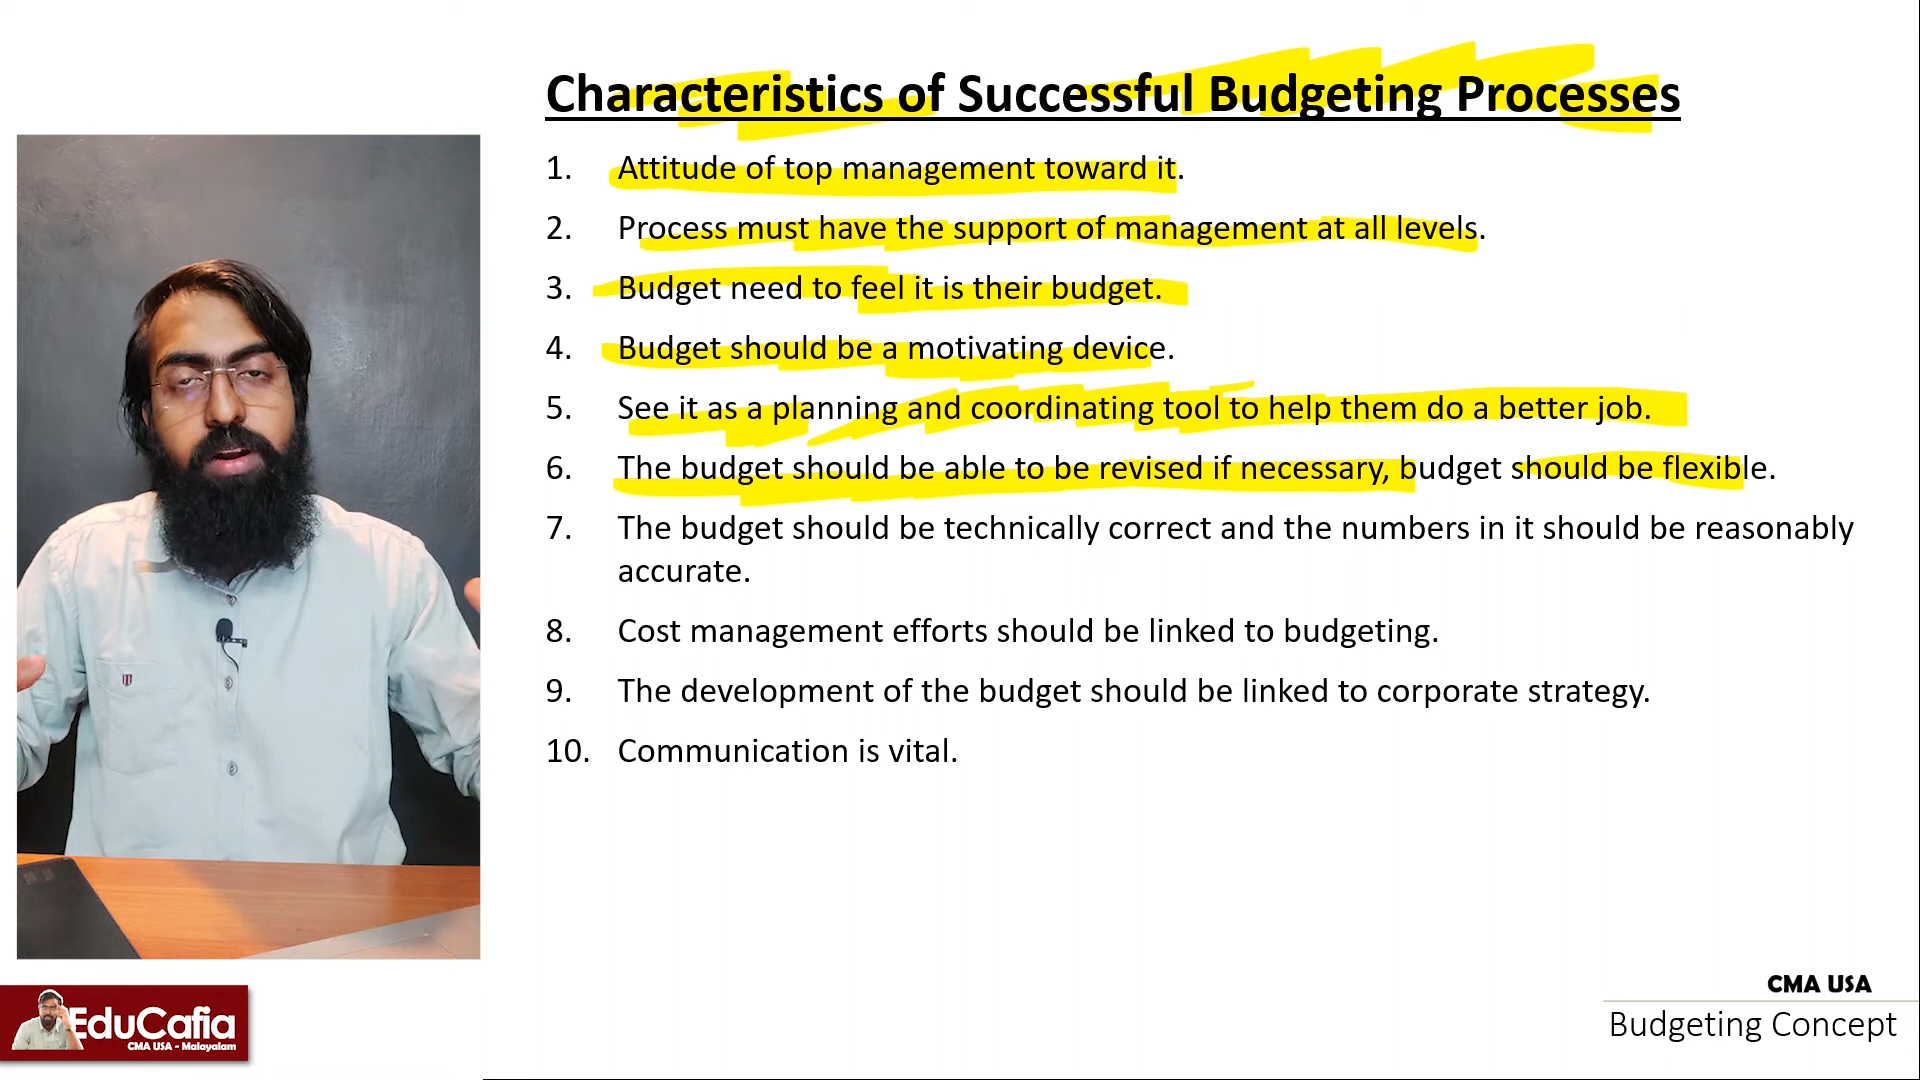 Characteristics of Successful Budgeting Processes
1. Attitude of top management toward it.
2. Process must have the support of management at all levels.
3. Budget need to feel it is their budget.
4. Budget should be a motivating device.
5. See it as a planning and coordinating tool to help them do a better job.
6. The budget should be able to be revised if necessary, budget should be flexible.
7. The budget should be technically correct and the numbers in it should be reasonably
accurate.
8. Cost management efforts should be linked to budgeting.
9. The development of the budget should be linked to corporate strategy.
10. Communication is vital.
EduCafia
CMA USA - Malayalam
CMA USA
Budgeting Concept